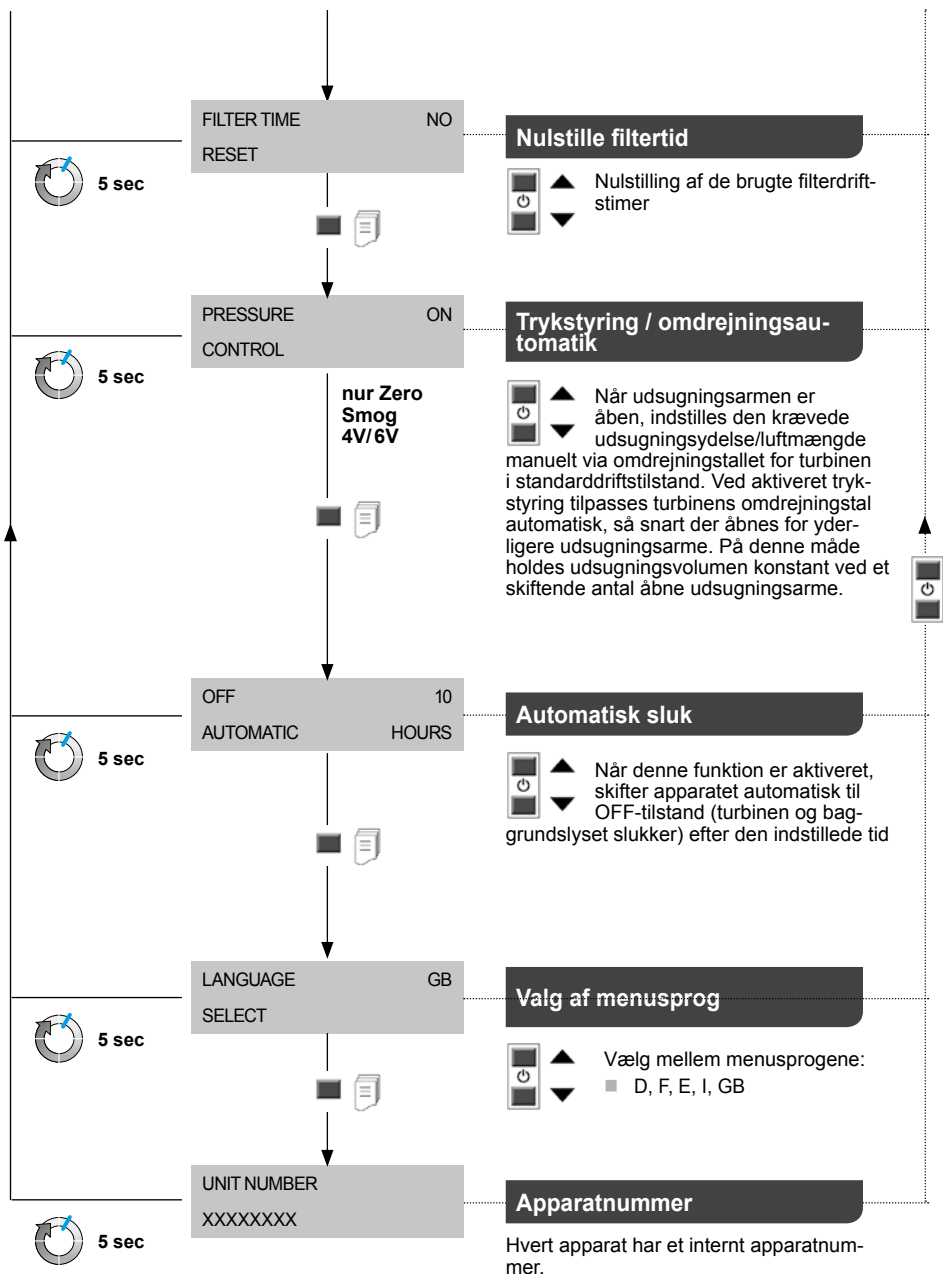 FILTER TIME NO
RESET
5 sec
Nulstille filtertid
Nulstilling af de brugte filterdrift-
stimer
PRESSURE ON
CONTROL
5 sec
nur Zero
Smog
4V/6V
Trykstyring / omdrejningsau-
tomatik
Når udsugningsarmen er
åben, indstilles den krævede
udsugningsydelse/luftmængde
manuelt via omdrejningstallet for turbinen
i standarddriftstilstand. Ved aktiveret tryk-
styring tilpasses turbinens omdrejningstal
automatisk, så snart der åbnes for yder-
ligere udsugningsarme. På denne måde
holdes udsugningsvolumen konstant ved et
skiftende antal åbne udsugningsarme.
OFF 10
AUTOMATIC HOURS
5 sec
Automatisk sluk
Når denne funktion er aktiveret,
skifter apparatet automatisk til
OFF-tilstand (turbinen og bag-
grundslyset slukker) efter den indstillede tid
LANGUAGE GB
SELECT
5 sec
Valg af menusprog
Vælg mellem menusprogene:
D, F, E, I, GB
UNIT NUMBER
XXXXXXXX
5 sec
Apparatnummer
Hvert apparat har et internt apparatnum-
mer.